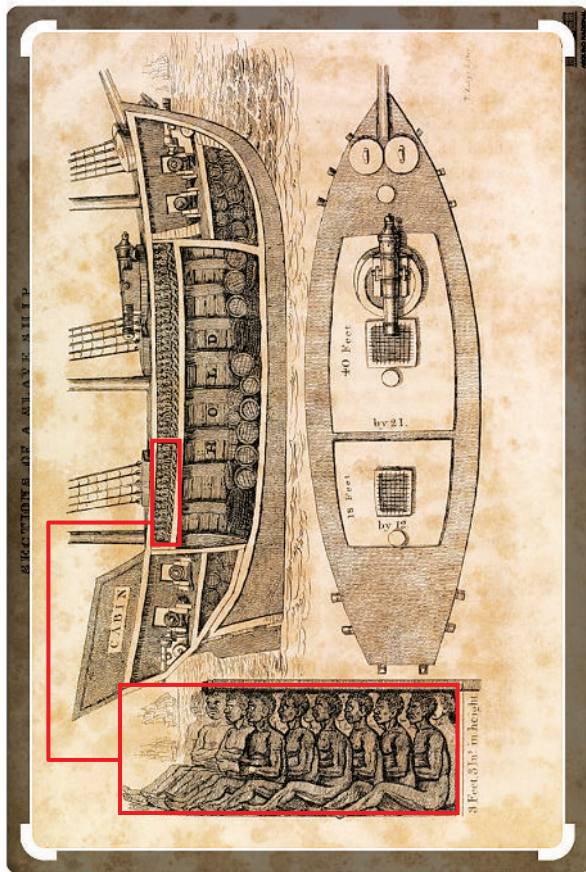 SECTIONS OF A SLAVE SHIP
CABIN
HOLD
40 Feet
by 21.
18 Feet
by 12.
3 Feet, 3 Inˢ in height